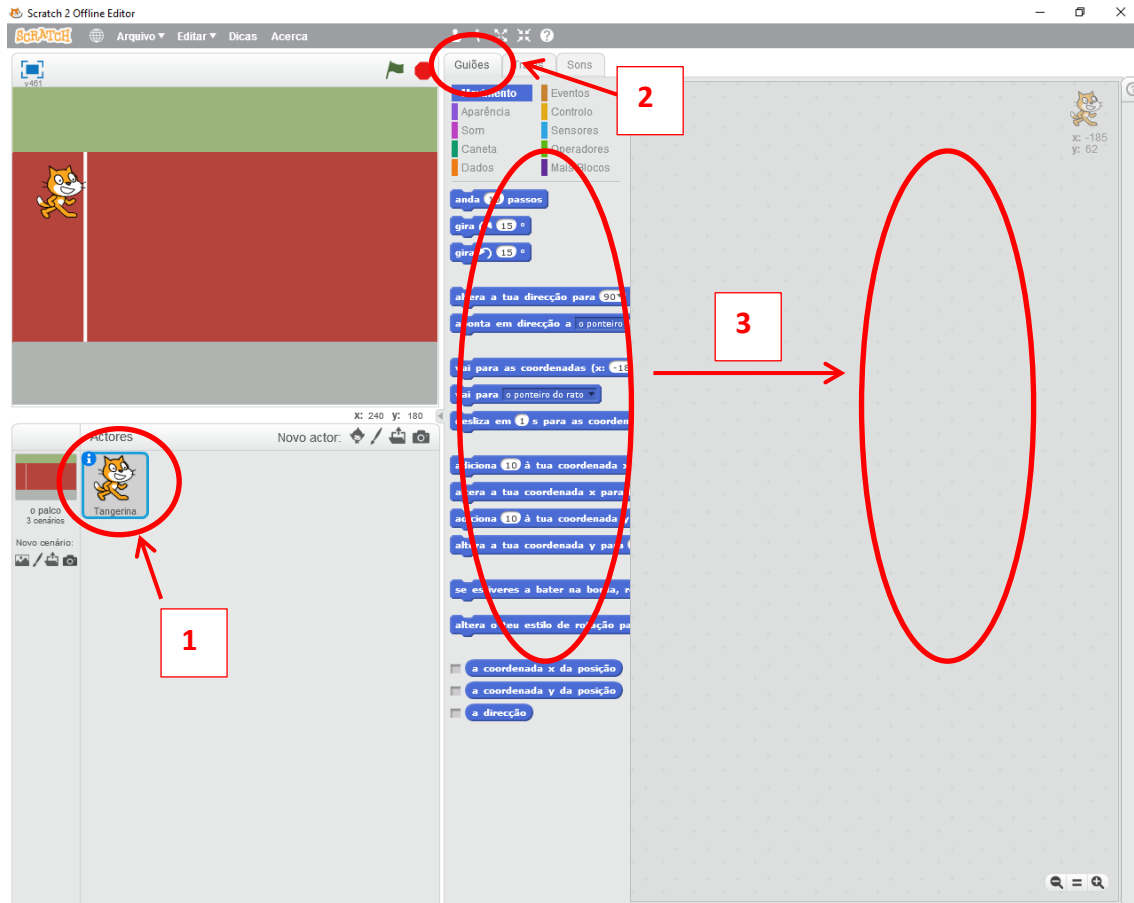 Scratch 2 Offline Editor
SCRATCH Arquivo Editar Dicas Acerca
v461
Guiões
Sons
Movimento Eventos
Aparência Controlo
Som Sensores
Caneta Operadores
Dados Mais Blocos
anda 10 passos
gira 15 °
gira 15 °
altera a tua direcção para 90
aponta em direcção a o ponteiro
vai para as coordenadas (x: -18
vai para o ponteiro do rato
desliza em 1 s para as coorden
adiciona 10 à tua coordenada x
altera a tua coordenada x para
adiciona 10 à tua coordenada y
altera a tua coordenada y para
se estiveres a bater na borda, r
altera o teu estilo de rotação pa
a coordenada x da posição
a coordenada y da posição
a direcção
x: -185
y: 62
x: 240 y: 180
Actores
Novo actor:
Tangerina
o palco
3 cenários
Novo cenário:
1
2
3